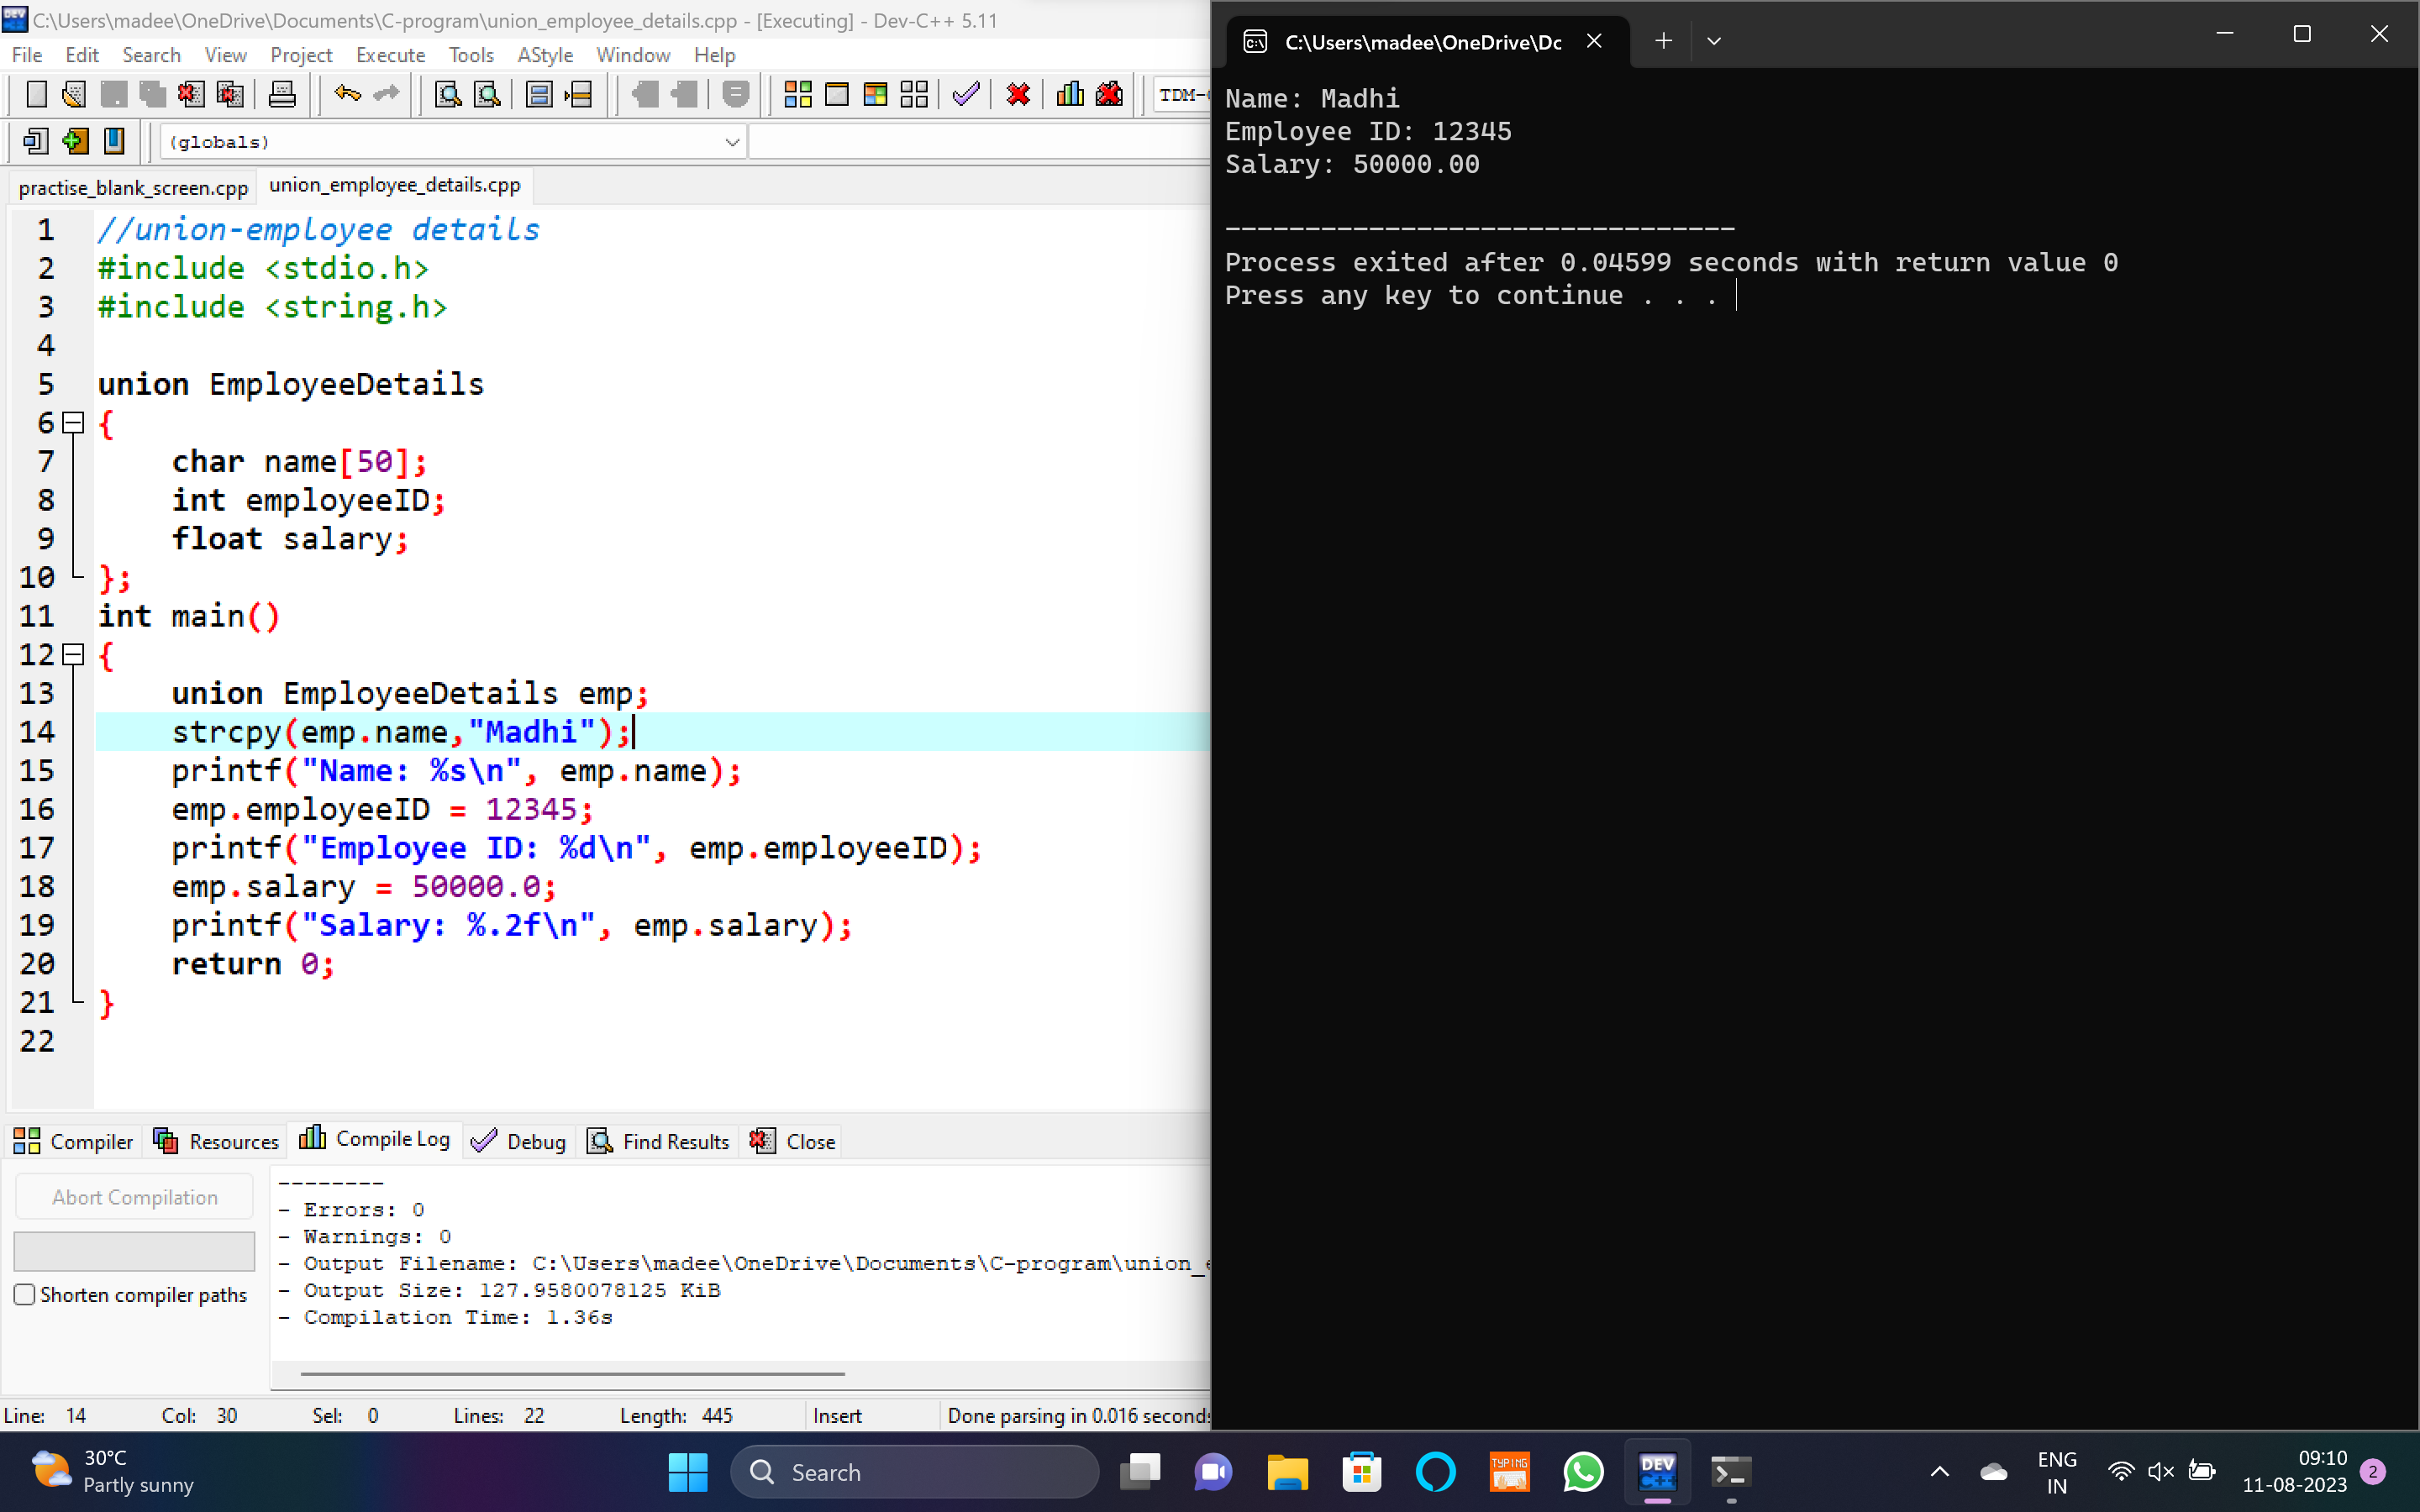 C:\Users\madee\OneDrive\Documents\C-program\union_employee_details.cpp - [Executing] - Dev-C++ 5.11
File Edit Search View Project Execute Tools AStyle Window Help
TDM-
(globals)
practise_blank_screen.cpp union_employee_details.cpp
1 //union-employee details
2 #include <stdio.h>
3 #include <string.h>
4
5 union EmployeeDetails
6 {
7 char name[50];
8 int employeeID;
9 float salary;
10 };
11 int main()
12 {
13 union EmployeeDetails emp;
14 strcpy(emp.name,"Madhi");
15 printf("Name: %s\n", emp.name);
16 emp.employeeID = 12345;
17 printf("Employee ID: %d\n", emp.employeeID);
18 emp.salary = 50000.0;
19 printf("Salary: %.2f\n", emp.salary);
20 return 0;
21 }
22
Compiler Resources Compile Log Debug Find Results Close
Abort Compilation
Shorten compiler paths
--------
- Errors: 0
- Warnings: 0
- Output Filename: C:\Users\madee\OneDrive\Documents\C-program\union_e
- Output Size: 127.9580078125 KiB
- Compilation Time: 1.36s
Line: 14 Col: 30 Sel: 0 Lines: 22 Length: 445 Insert Done parsing in 0.016 seconds
C:\Users\madee\OneDrive\Dc
Name: Madhi
Employee ID: 12345
Salary: 50000.00
--------------------------------
Process exited after 0.04599 seconds with return value 0
Press any key to continue . . .
30°C
Partly sunny
Search
TYPING
DEV
C++
ENG
IN
09:10
11-08-2023
2